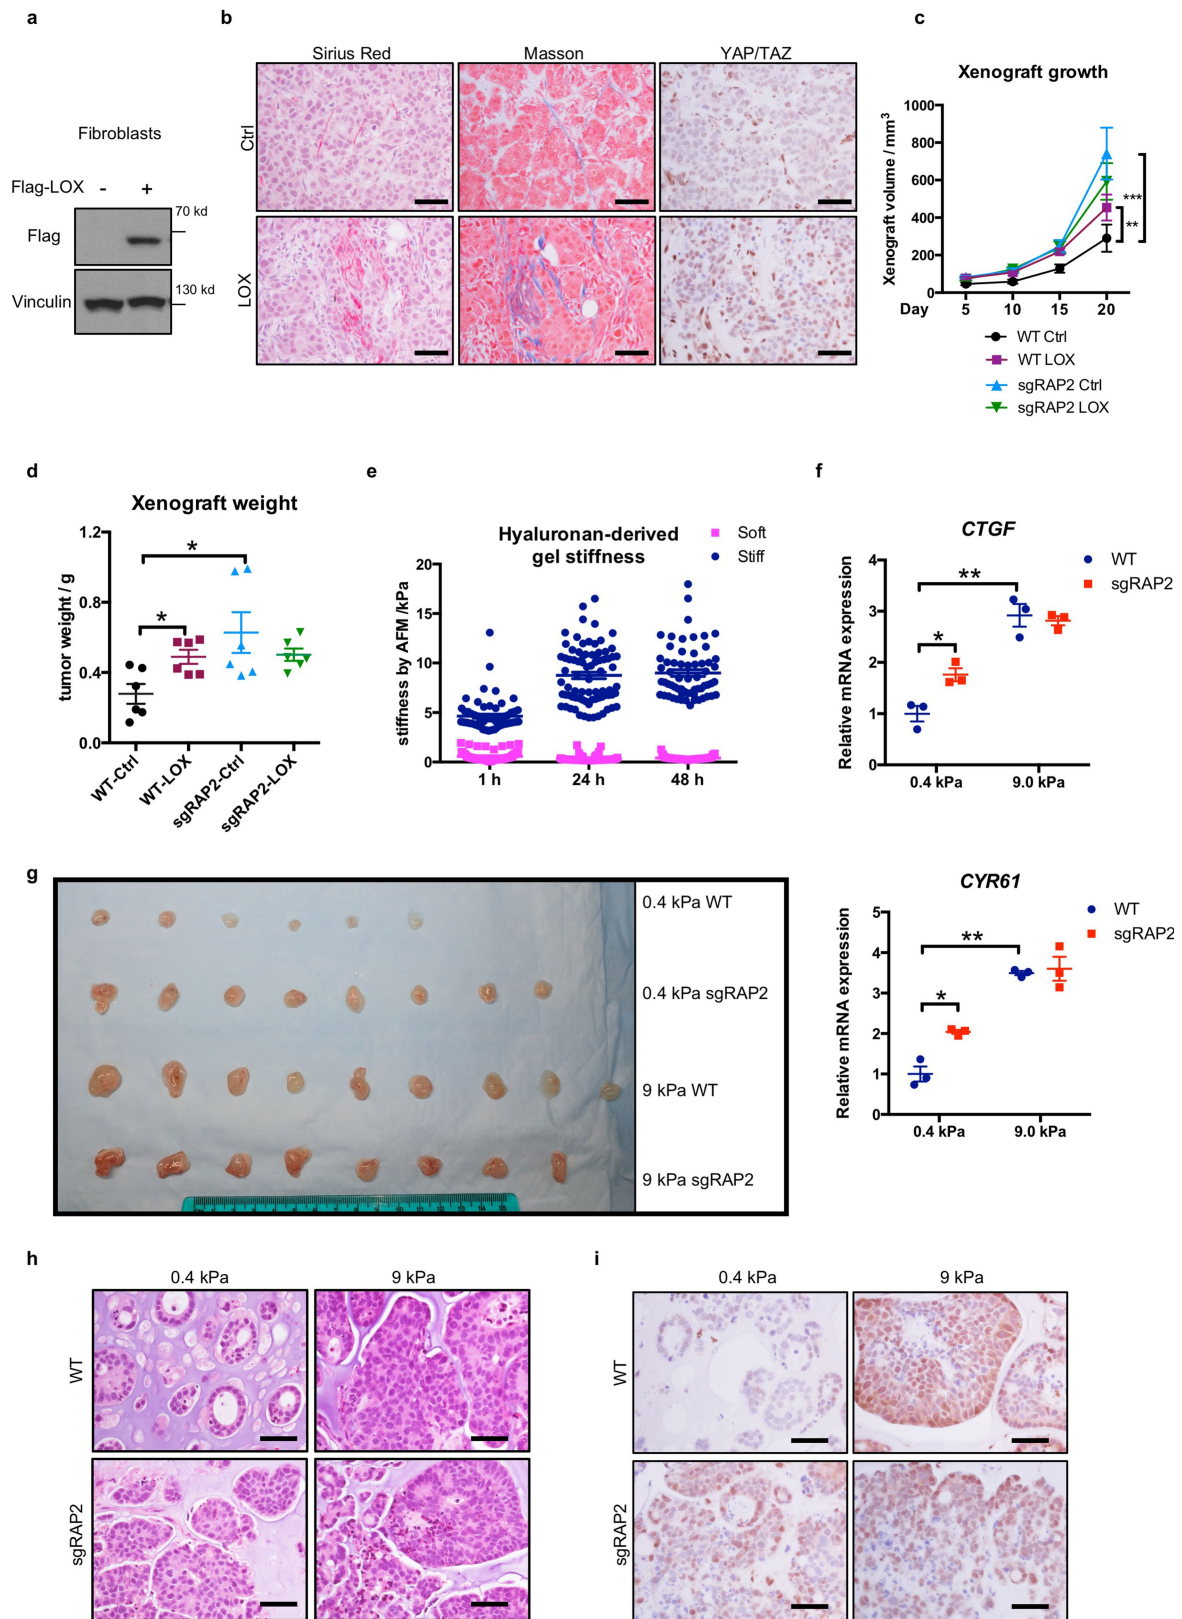 a
Fibroblasts
Flag-LOX - +
70 kd
Flag
130 kd
Vinculin
b
Sirius Red Masson YAP/TAZ
Ctrl
LOX
c
Xenograft growth
Xenograft volume / mm3
1000
800
600
400
200
0
Day 5 10 15 20
***
**
WT Ctrl
WT LOX
sgRAP2 Ctrl
sgRAP2 LOX
d
Xenograft weight
tumor weight / g
1.2
0.8
0.4
0.0
*
*
WT-Ctrl
WT-LOX
sgRAP2-Ctrl
sgRAP2-LOX
e
Hyaluronan-derived
gel stiffness
Soft
Stiff
stiffness by AFM /kPa
20
15
10
5
0
1 h 24 h 48 h
f
CTGF
WT
sgRAP2
Relative mRNA expression
4
3
2
1
0
**
*
0.4 kPa 9.0 kPa
CYR61
WT
sgRAP2
Relative mRNA expression
5
4
3
2
1
0
**
*
0.4 kPa 9.0 kPa
g
0.4 kPa WT
0.4 kPa sgRAP2
9 kPa WT
9 kPa sgRAP2
h
0.4 kPa 9 kPa
WT
sgRAP2
i
0.4 kPa 9 kPa
WT
sgRAP2